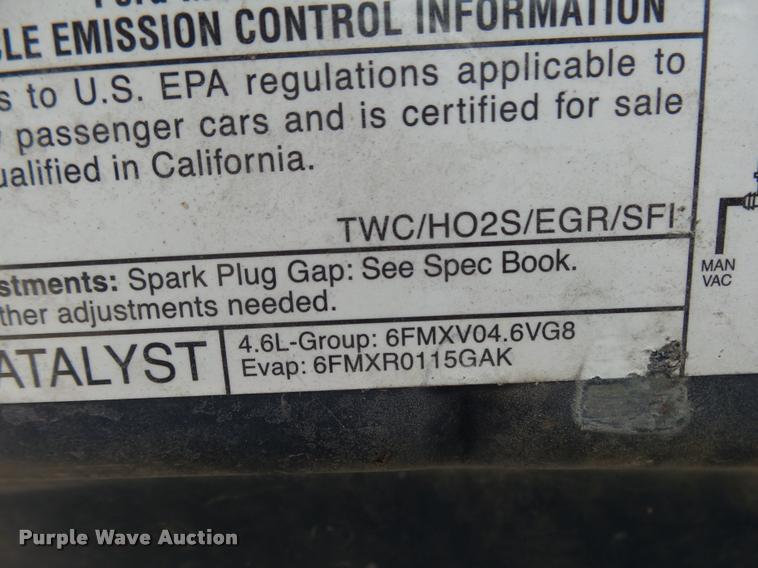 CLE EMISSION CONTROL INFORMATION
s to U.S. EPA regulations applicable to
passenger cars and is certified for sale
ualified in California.
TWC/HO2S/EGR/SFI
stments: Spark Plug Gap: See Spec Book.
ther adjustments needed.
ATALYST
4.6L-Group: 6FMXV04.6VG8
Evap: 6FMXR0115GAK
MAN
VAC
Purple Wave Auction